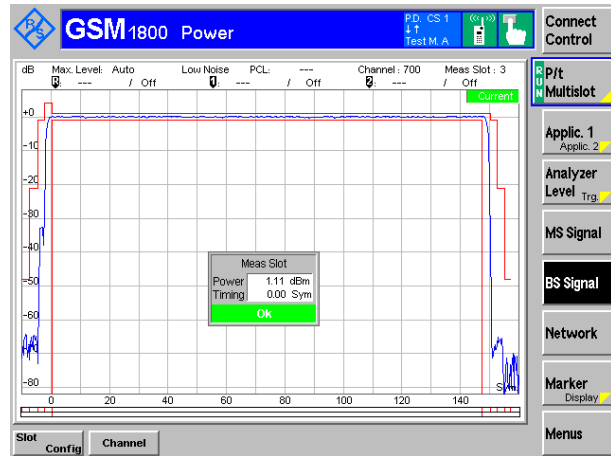 GSM 1800 Power
P.D. CS 1
Test M. A
Connect Control
dB Max. Level: Auto Low Noise PCL: --- Channel : 700 Meas Slot : 3
--- / Off --- / Off --- / Off
Current
RUN
P/t Multislot
+0
-10
-20
-30
-40
-50
-60
-80
Applic. 1
Applic. 2
Analyzer Level
Trg.
MS Signal
BS Signal
Network
Marker
Display
Menus
Meas Slot
Power 1.11 dBm
Timing 0.00 Sym
Ok
0 20 40 60 80 100 120 140
Slot Config
Channel